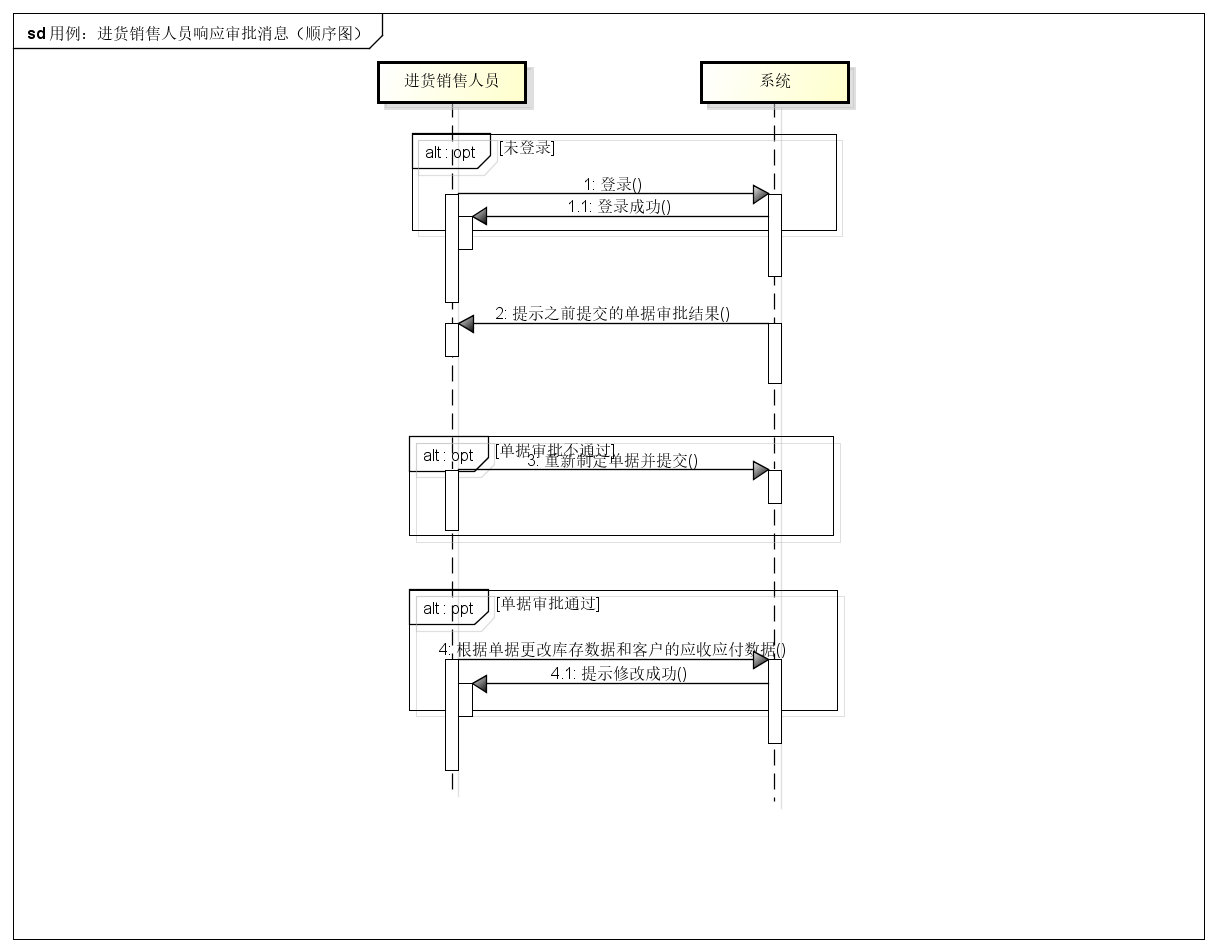 sd 用例：进货销售人员响应审批消息（顺序图）
进货销售人员
系统
alt : opt
[未登录]
1: 登录()
1.1: 登录成功()
2: 提示之前提交的单据审批结果()
alt : opt
[单据审批不通过]
3: 重新制定单据并提交()
alt : ppt
[单据审批通过]
4: 根据单据更改库存数据和客户的应收应付数据()
4.1: 提示修改成功()